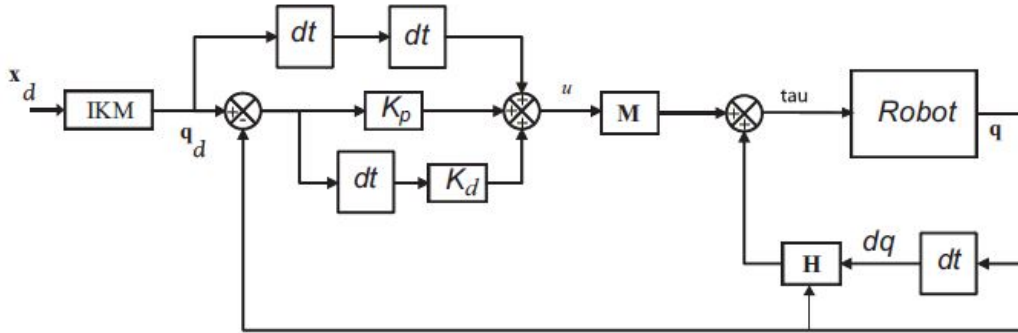 dt
dt
x d
IKM
q d
-
K p
+
+
+
u
M
+
+
tau
Robot
q
dt
K d
H
dq
dt